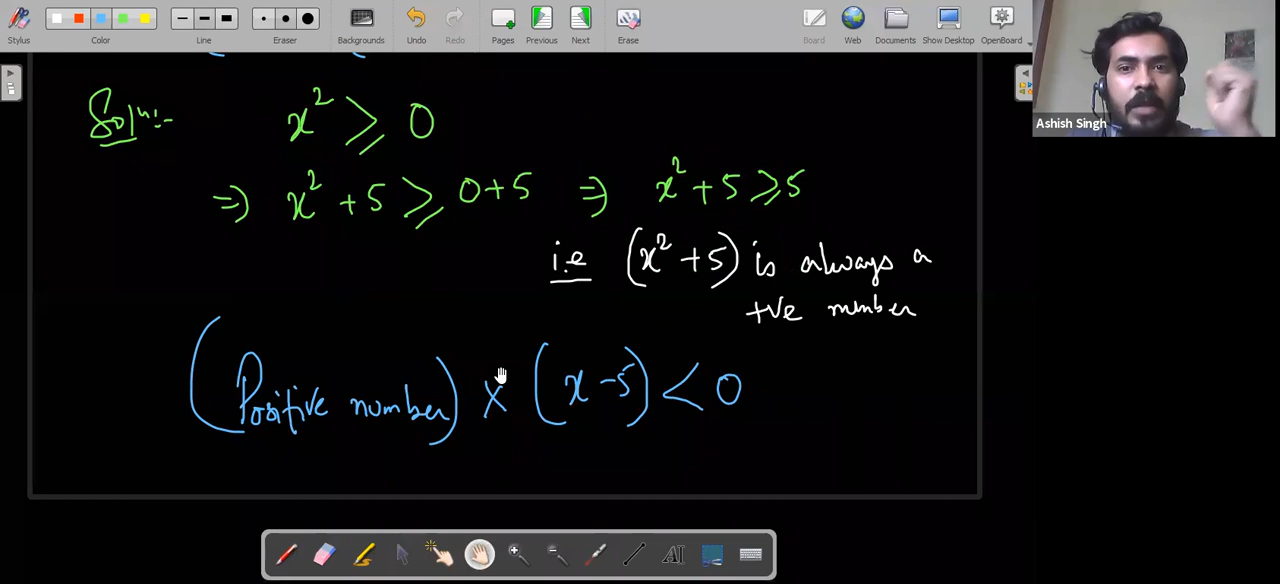 Stylus Color Line Eraser Backgrounds Undo Redo Pages Previous Next Erase Board Web Documents Show Desktop OpenBoard
Ashish Singh
Solⁿ:- x² ≥ 0
⇒ x² + 5 ≥ 0+5 ⇒ x² + 5 ≥ 5
i.e (x² + 5) is always a
+ve number
(Positive number) × (x - 5) < 0
AI